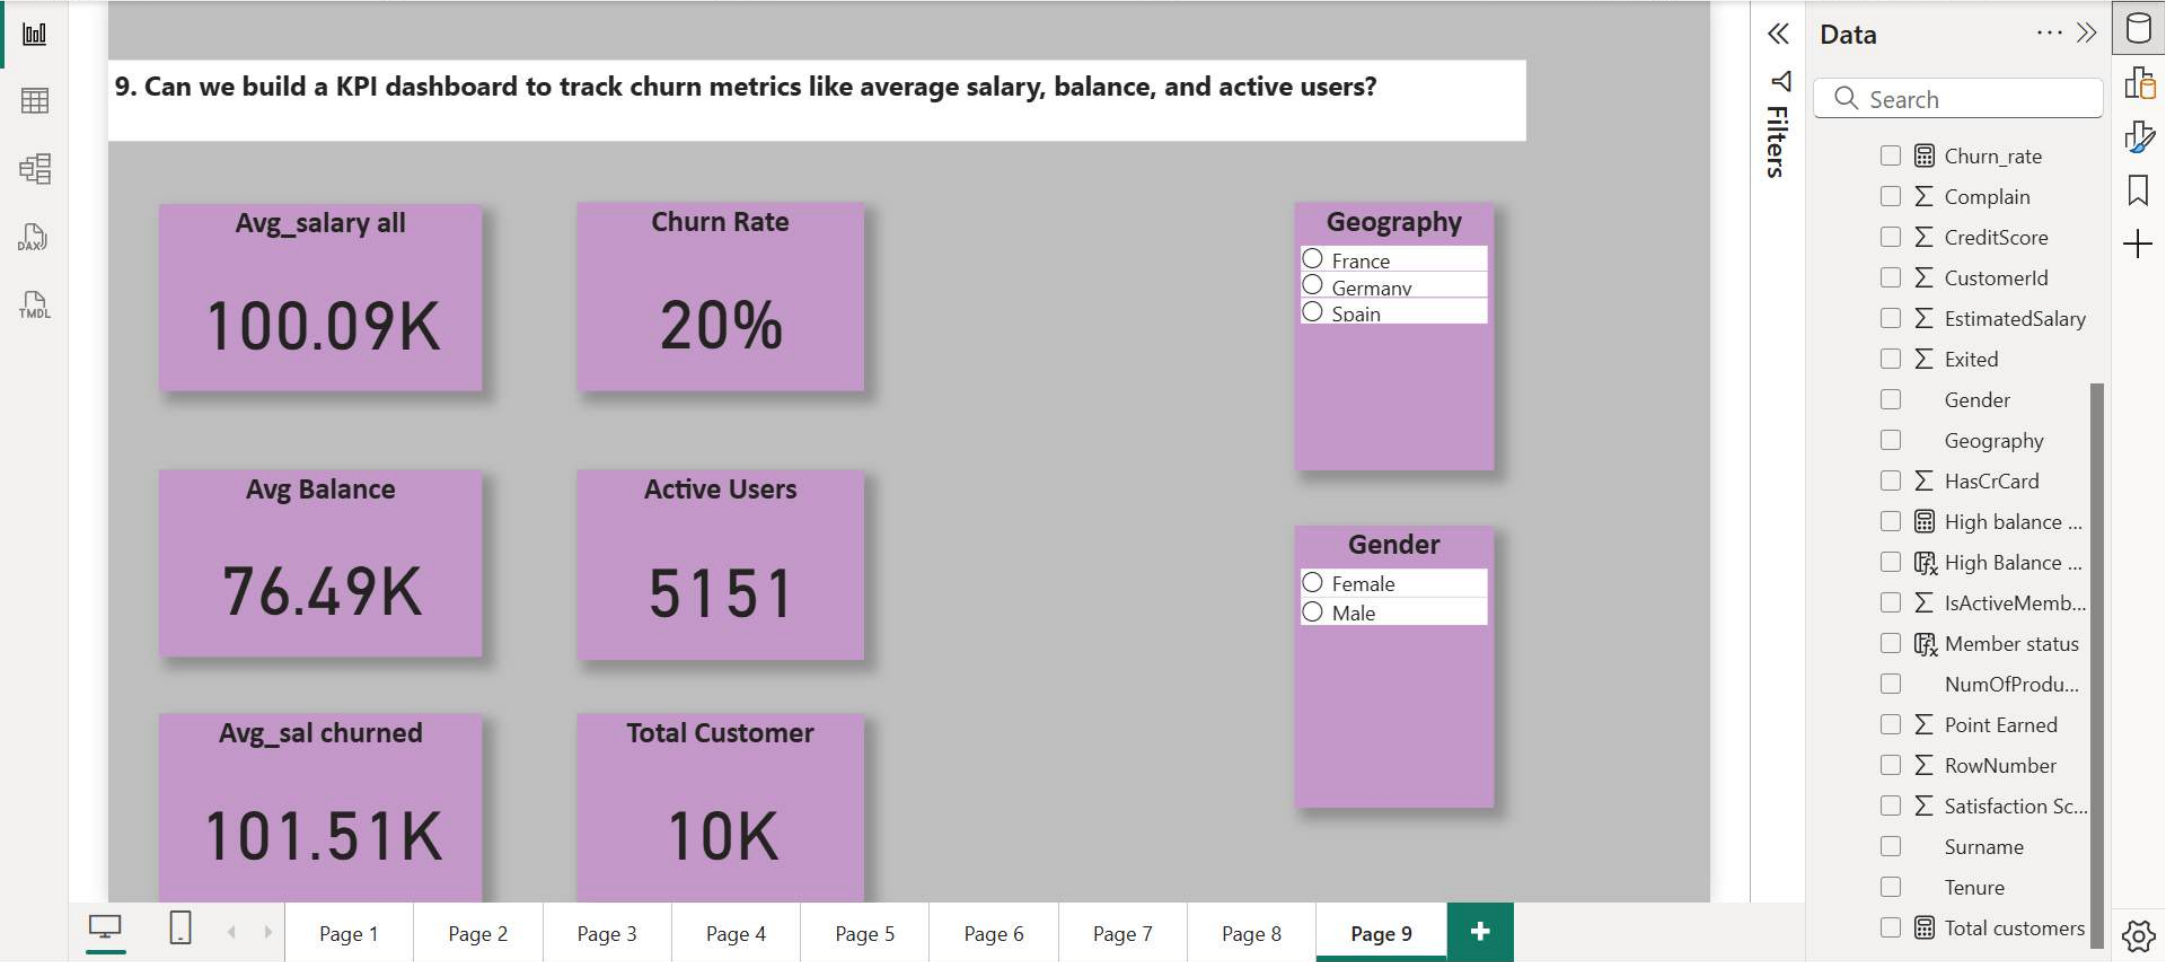 9. Can we build a KPI dashboard to track churn metrics like average salary, balance, and active users?
Avg_salary all
100.09K
Churn Rate
20%
Avg Balance
76.49K
Active Users
5151
Avg_sal churned
101.51K
Total Customer
10K
Geography
France
Germany
Spain
Gender
Female
Male
DAX
TMDL
Filters
Data
Search
Churn_rate
Complain
CreditScore
CustomerId
EstimatedSalary
Exited
Gender
Geography
HasCrCard
High balance ...
High Balance ...
IsActiveMemb...
Member status
NumOfProdu...
Point Earned
RowNumber
Satisfaction Sc...
Surname
Tenure
Total customers
Page 1
Page 2
Page 3
Page 4
Page 5
Page 6
Page 7
Page 8
Page 9